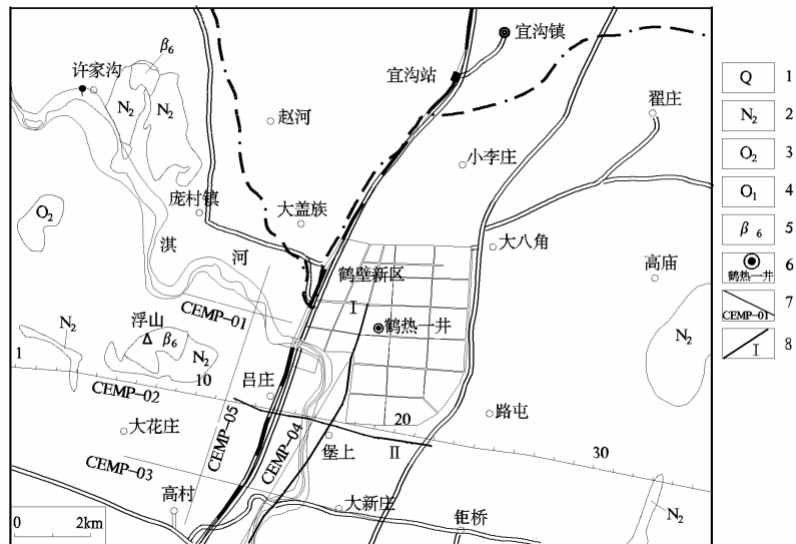 宜沟镇
β₆
许家沟
宜沟站
N₂
N₂
翟庄
赵河
小李庄
庞村镇
O₂
大盖族
淇
河
大八角
鹤壁新区
高庙
CEMP-01
I
N₂
浮山
β₆
鹤热一井
N₂
N₂
1
10
吕庄
CEMP-02
路屯
20
大花庄
CEMP-05
CEMP-04
堡上
II
30
CEMP-03
高村
大新庄
钜桥
N₂
0 2km
Q 1
N₂ 2
O₂ 3
O₁ 4
β₆ 5
鹤热一井 6
CEMP-01 7
I 8